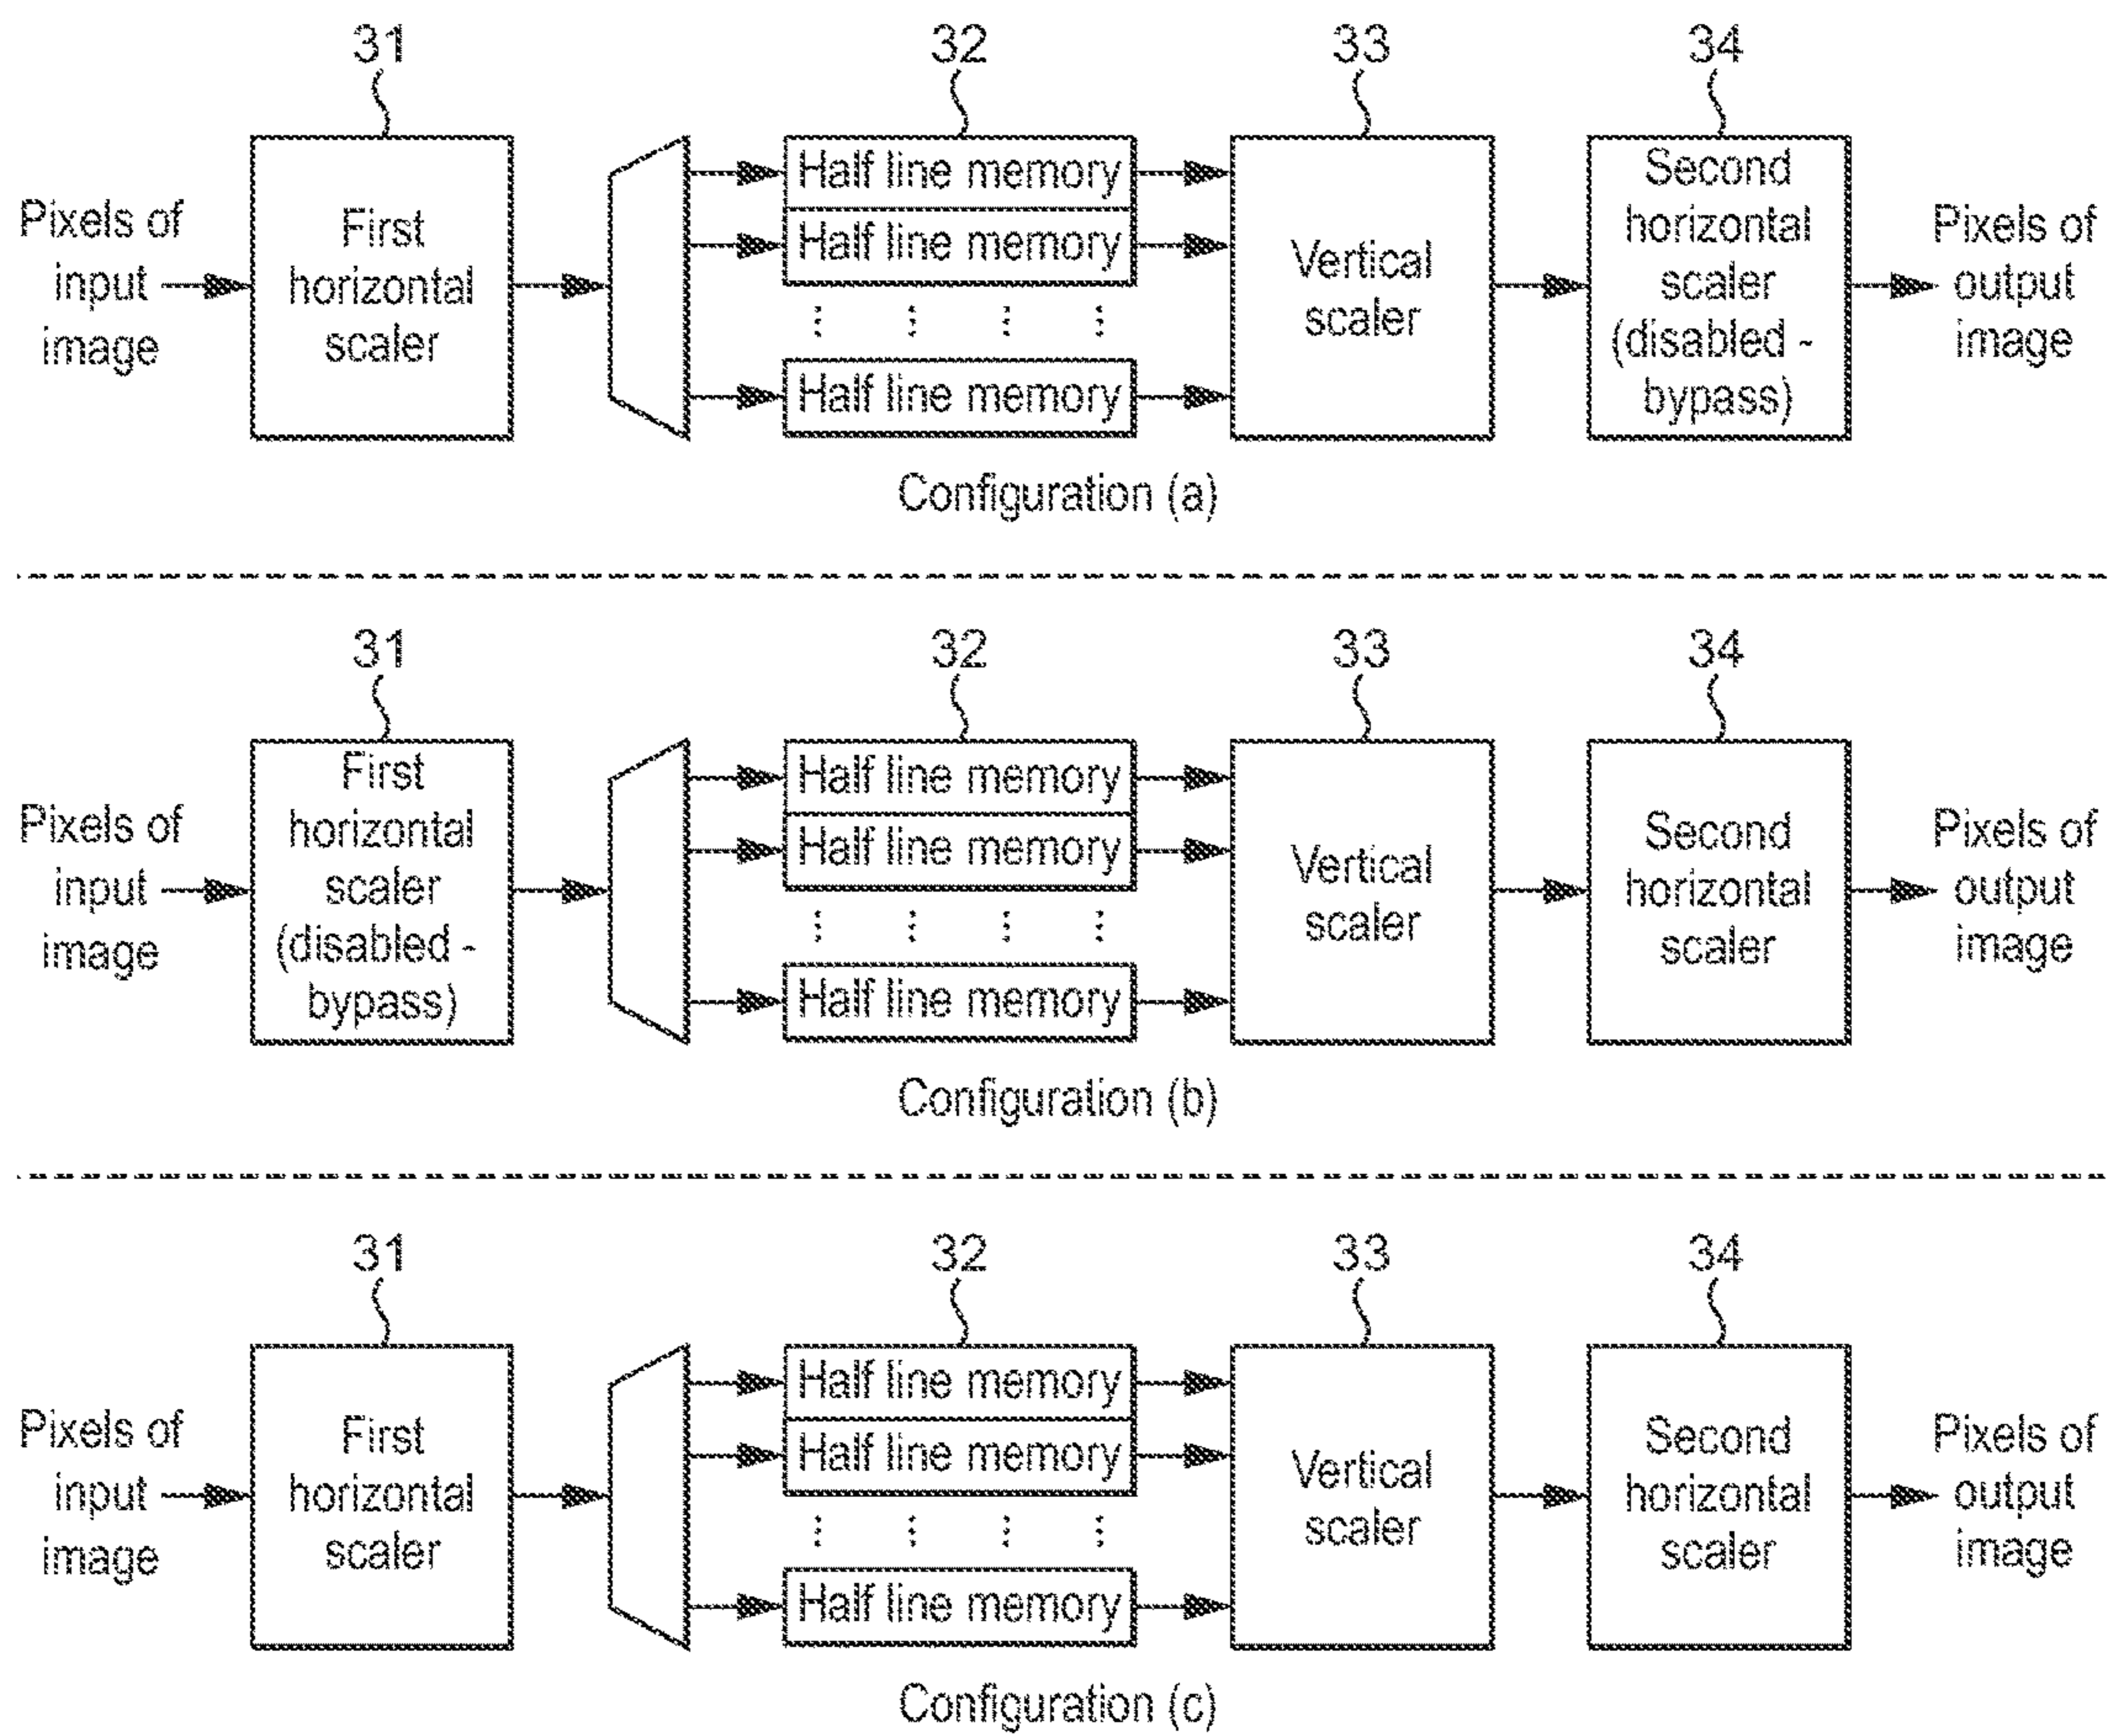 31
32
33
34
Pixels of
input
image
First
horizontal
scaler
Half line memory
Half line memory
Half line memory
Vertical
scaler
Second
horizontal
scaler
(disabled -
bypass)
Pixels of
output
image
Configuration (a)
31
32
33
34
Pixels of
input
image
First
horizontal
scaler
(disabled -
bypass)
Half line memory
Half line memory
Half line memory
Vertical
scaler
Second
horizontal
scaler
Pixels of
output
image
Configuration (b)
31
32
33
34
Pixels of
input
image
First
horizontal
scaler
Half line memory
Half line memory
Half line memory
Vertical
scaler
Second
horizontal
scaler
Pixels of
output
image
Configuration (c)